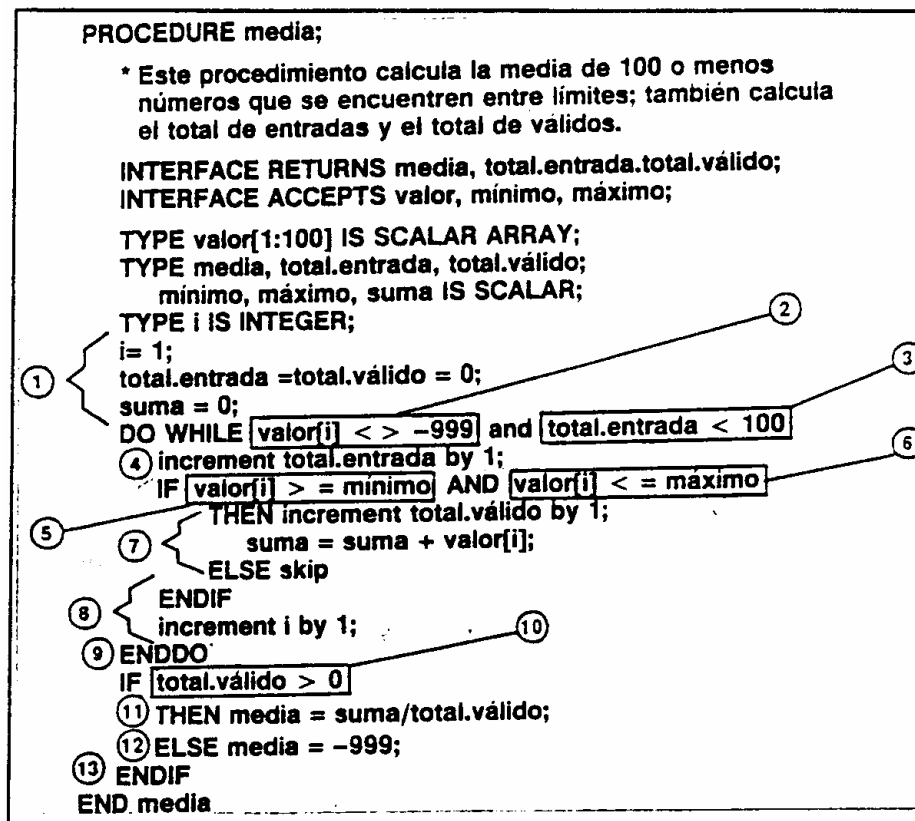 PROCEDURE media;
* Este procedimiento calcula la media de 100 o menos
números que se encuentren entre límites; también calcula
el total de entradas y el total de válidos.
INTERFACE RETURNS media, total.entrada.total.válido;
INTERFACE ACCEPTS valor, mínimo, máximo;
TYPE valor[1:100] IS SCALAR ARRAY;
TYPE media, total.entrada, total.válido;
mínimo, máximo, suma IS SCALAR;
TYPE i IS INTEGER;
2
i= 1;
1
total.entrada =total.válido = 0;
3
suma = 0;
DO WHILE valor[i] < > -999 and total.entrada < 100
4 increment total.entrada by 1;
6
IF valor[i] > = mínimo AND valor[i] < = máximo
5
THEN increment total.válido by 1;
7
suma = suma + valor[i];
ELSE skip
8
ENDIF
increment i by 1;
10
9 ENDDO
IF total.válido > 0
11 THEN media = suma/total.válido;
12 ELSE media = -999;
13 ENDIF
END media